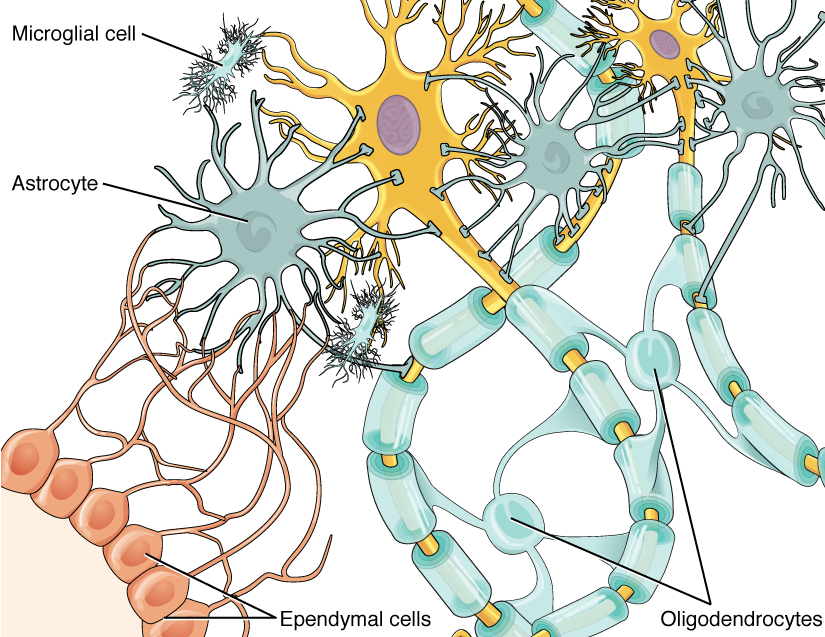 Microglial cell
Astrocyte
Ependymal cells
Oligodendrocytes